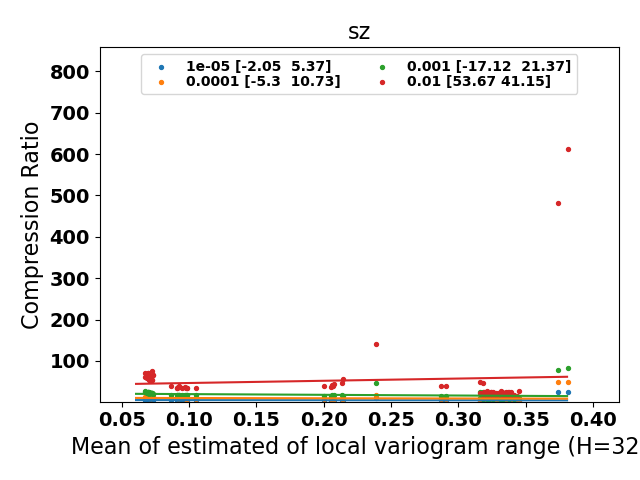 sz
1e-05 [-2.05  5.37]
0.0001 [-5.3  10.73]
0.001 [-17.12  21.37]
0.01 [53.67 41.15]
Compression Ratio
800
700
600
500
400
300
200
100
0.05 0.10 0.15 0.20 0.25 0.30 0.35 0.40
Mean of estimated of local variogram range (H=32